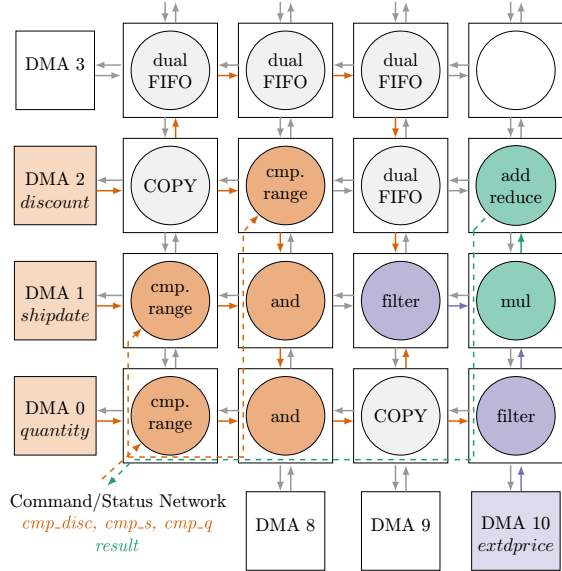 DMA 3
dual
FIFO
dual
FIFO
dual
FIFO
DMA 2
discount
COPY
cmp.
range
dual
FIFO
add
reduce
DMA 1
shipdate
cmp.
range
and
filter
mul
DMA 0
quantity
cmp.
range
and
COPY
filter
Command/Status Network
cmp_disc, cmp_s, cmp_q
result
DMA 8
DMA 9
DMA 10
extdprice